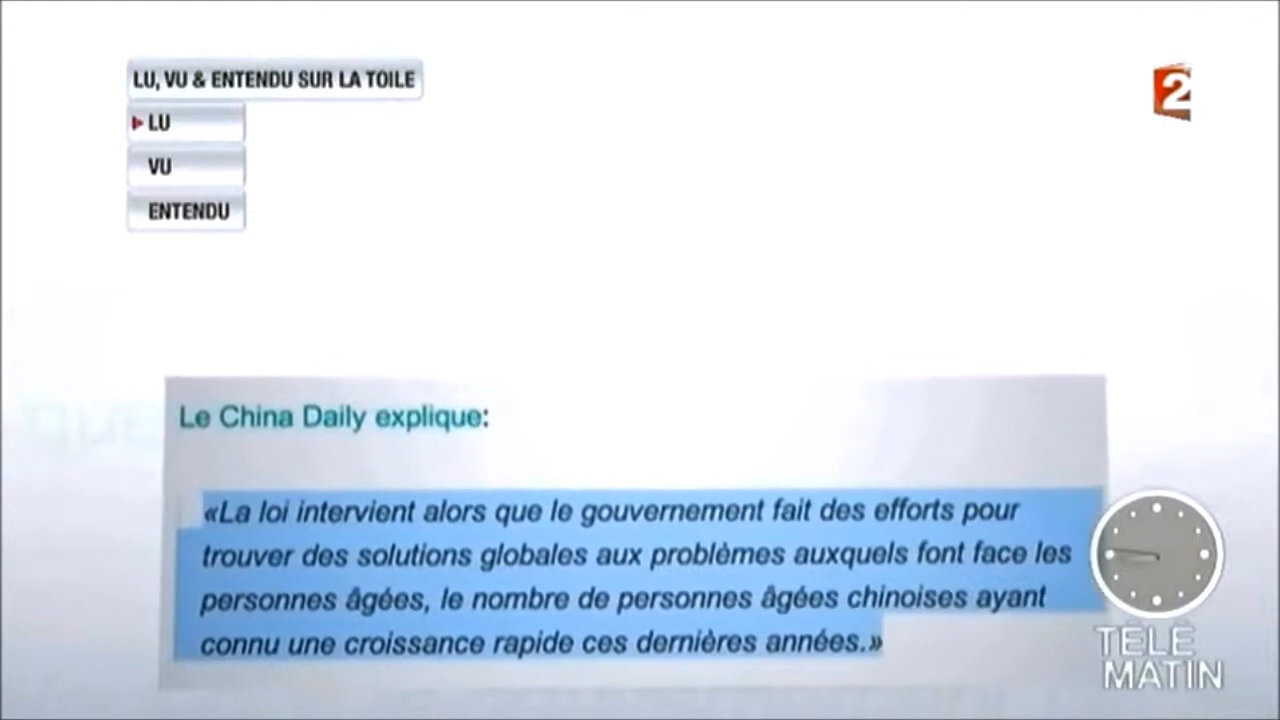 LU, VU & ENTENDU SUR LA TOILE
LU
VU
ENTENDU
2
Le China Daily explique:
«La loi intervient alors que le gouvernement fait des efforts pour
trouver des solutions globales aux problèmes auxquels font face les
personnes âgées, le nombre de personnes âgées chinoises ayant
connu une croissance rapide ces dernières années.»
TÉLÉ
MATIN